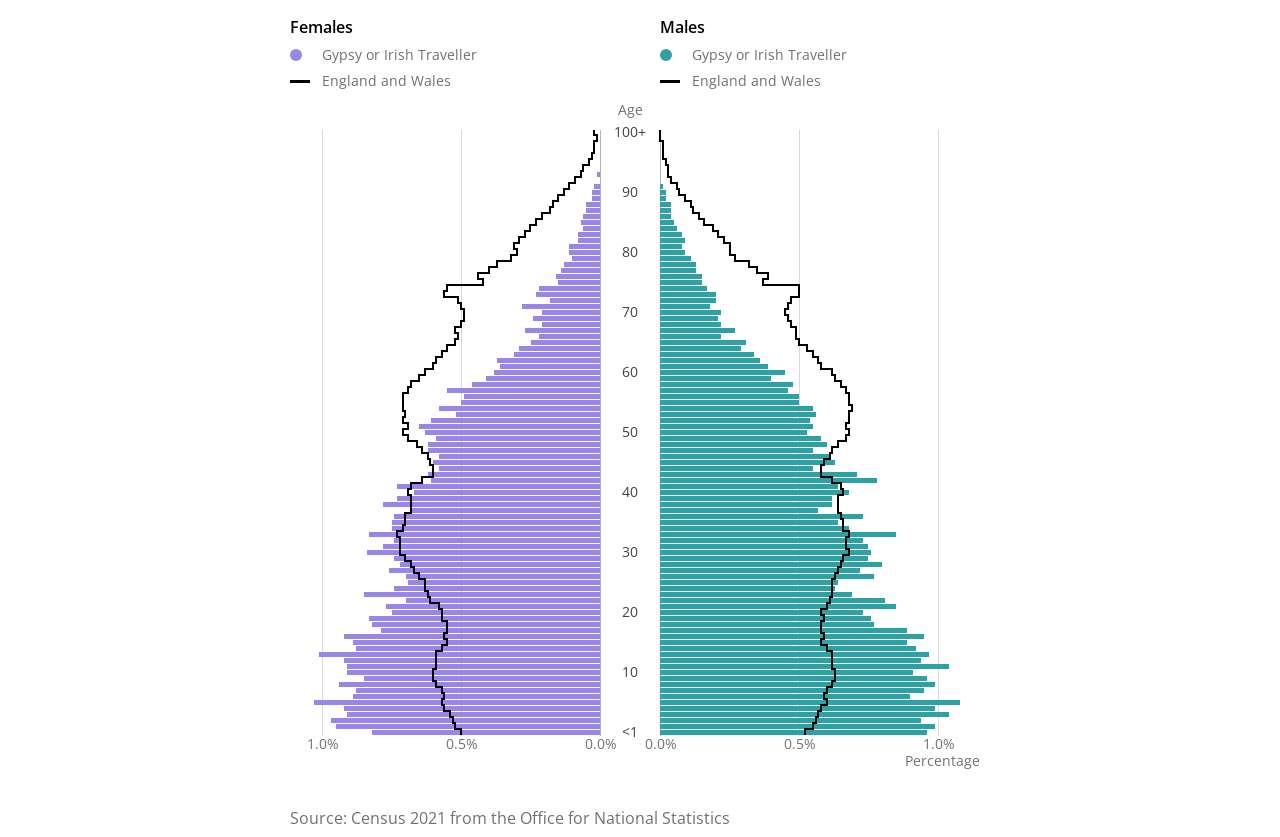 Females
Males
Gypsy or Irish Traveller
Gypsy or Irish Traveller
England and Wales
England and Wales
Age
100+
90
80
70
60
50
40
30
20
10
<1
1.0% 0.5% 0.0% 0.0% 0.5% 1.0%
Percentage
Source: Census 2021 from the Office for National Statistics